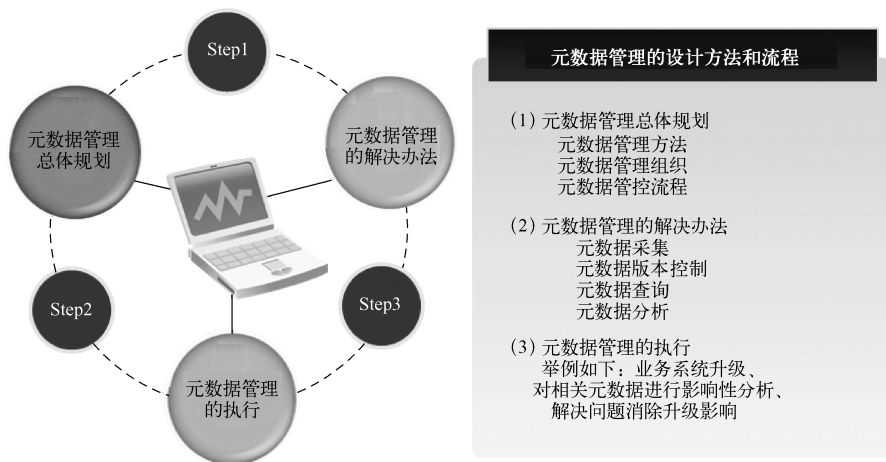 Step1
元数据管理
总体规划
元数据管理
的解决办法
Step2
Step3
元数据管理
的执行
元数据管理的设计方法和流程
(1) 元数据管理总体规划
元数据管理方法
元数据管理组织
元数据管控流程
(2) 元数据管理的解决办法
元数据采集
元数据版本控制
元数据查询
元数据分析
(3) 元数据管理的执行
举例如下：业务系统升级、
对相关元数据进行影响性分析、
解决问题消除升级影响